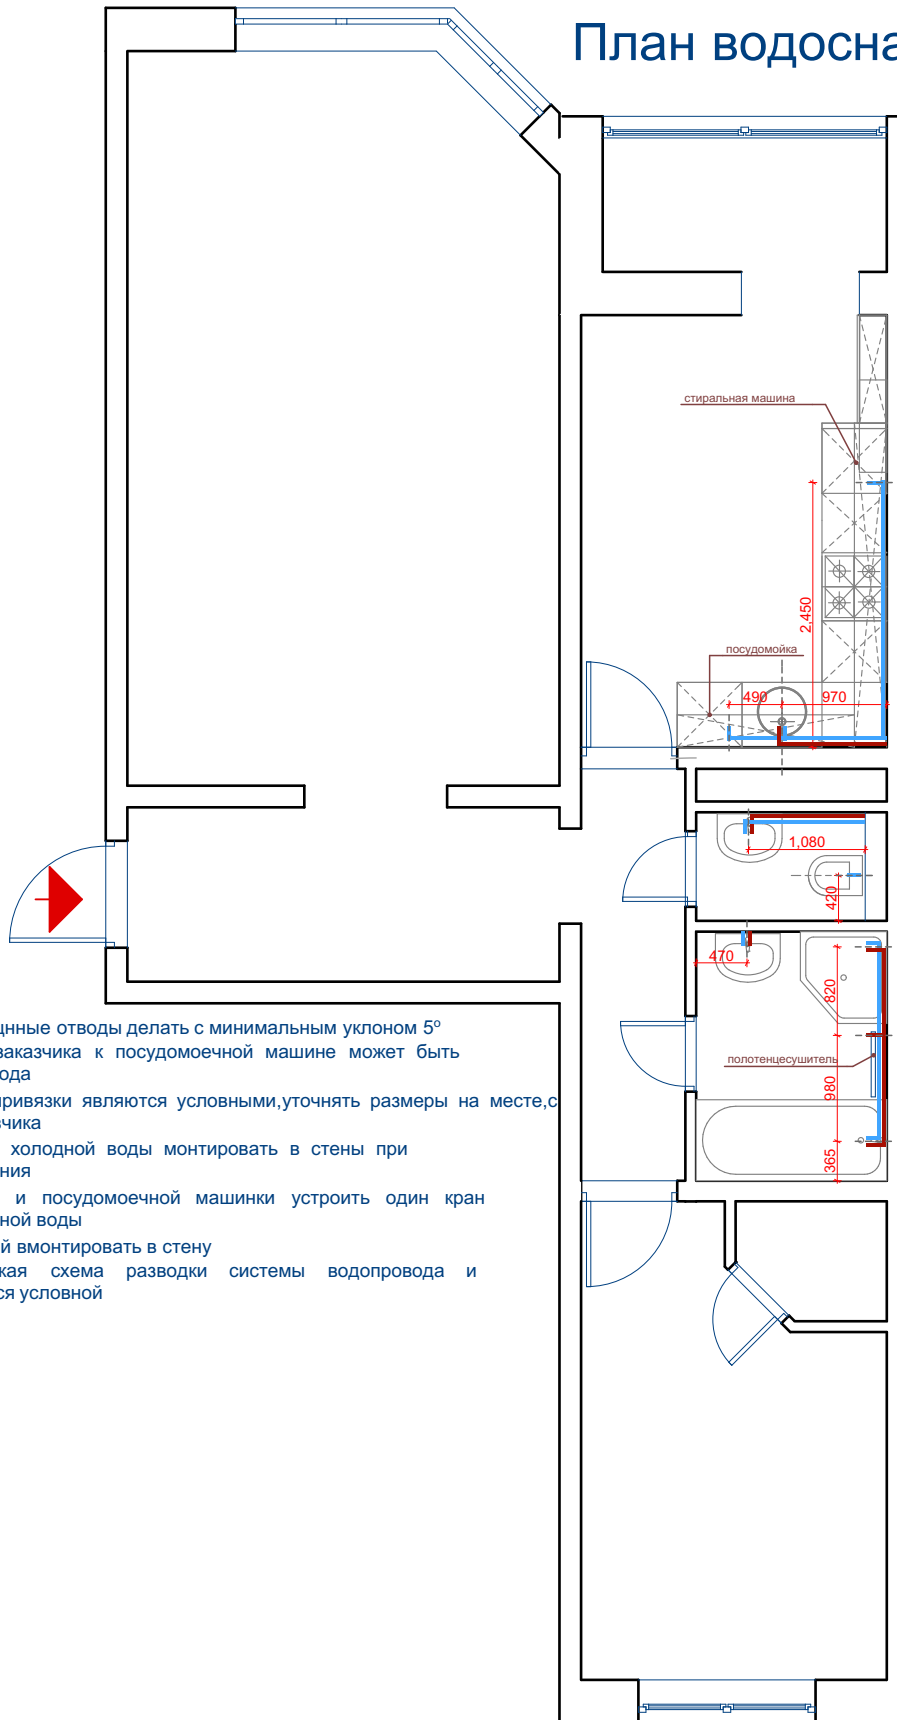 План водосна
стиральная машина
2,450
посудомойка
490
970
1,080
420
470
820
полотенцесушитель
980
365
цнные отводы делать с минимальным уклоном 5º
заказчика к посудомоечной машине может быть
ода
привязки являются условными,уточнять размеры на месте,с
зчика
холодной воды монтировать в стены при
ния
и посудомоечной машинки устроить один кран
ной воды
й вмонтировать в стену
кая схема разводки системы водопровода и
ся условной